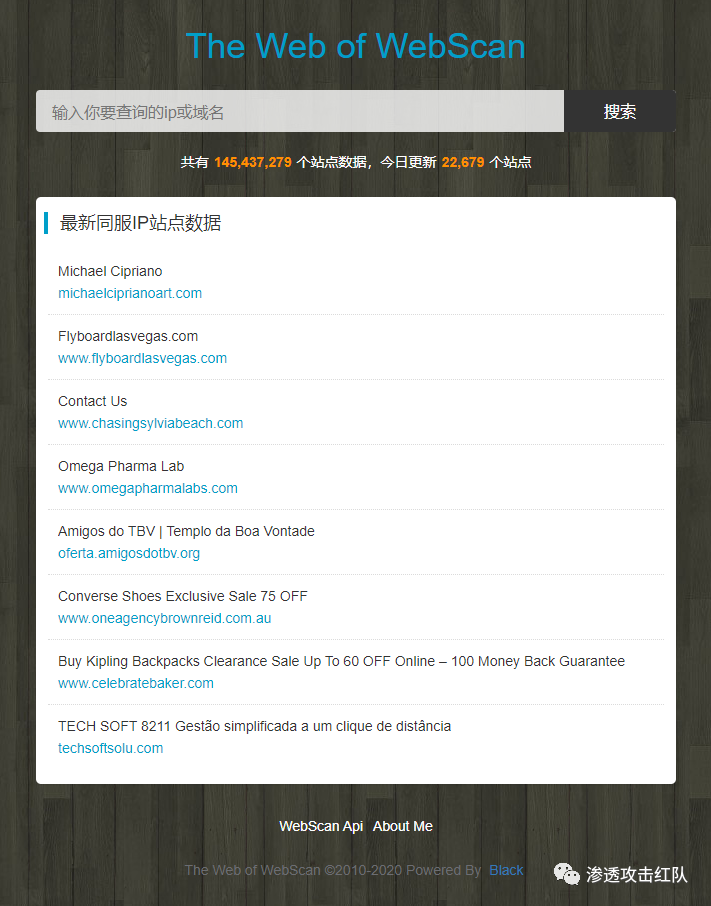 The Web of WebScan
输入你要查询的ip或域名
搜索
共有 145,437,279 个站点数据，今日更新 22,679 个站点
最新同服IP站点数据
Michael Cipriano
michaelciprianoart.com
Flyboardlasvegas.com
www.flyboardlasvegas.com
Contact Us
www.chasingsylviabeach.com
Omega Pharma Lab
www.omegapharmalabs.com
Amigos do TBV | Templo da Boa Vontade
oferta.amigosdotbv.org
Converse Shoes Exclusive Sale 75 OFF
www.oneagencybrownreid.com.au
Buy Kipling Backpacks Clearance Sale Up To 60 OFF Online – 100 Money Back Guarantee
www.celebratebaker.com
TECH SOFT 8211 Gestão simplificada a um clique de distância
techsoftsolu.com
WebScan Api About Me
The Web of WebScan ©2010-2020 Powered By Black
渗透攻击红队